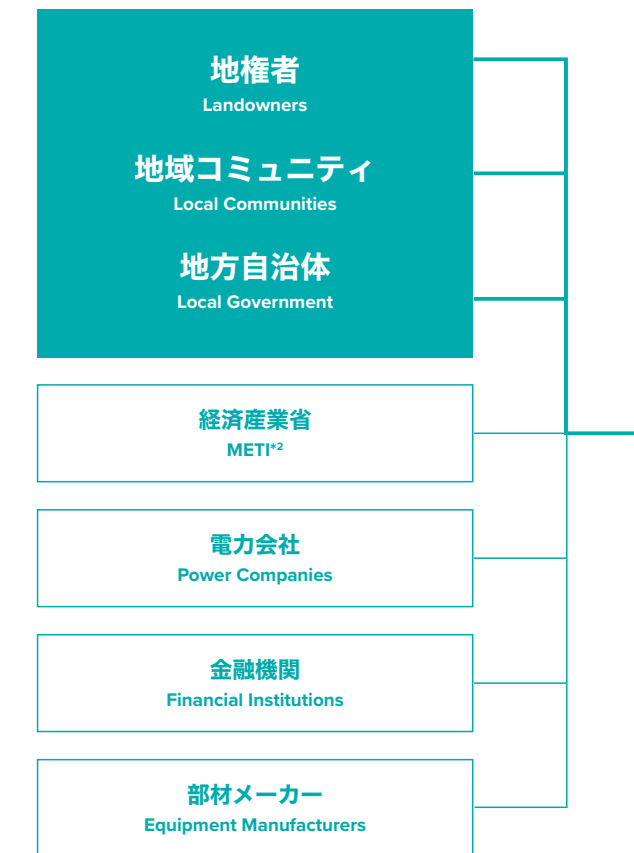 地権者
Landowners
地域コミュニティ
Local Communities
地方自治体
Local Government
経済産業省
METI*2
電力会社
Power Companies
金融機関
Financial Institutions
部材メーカー
Equipment Manufacturers